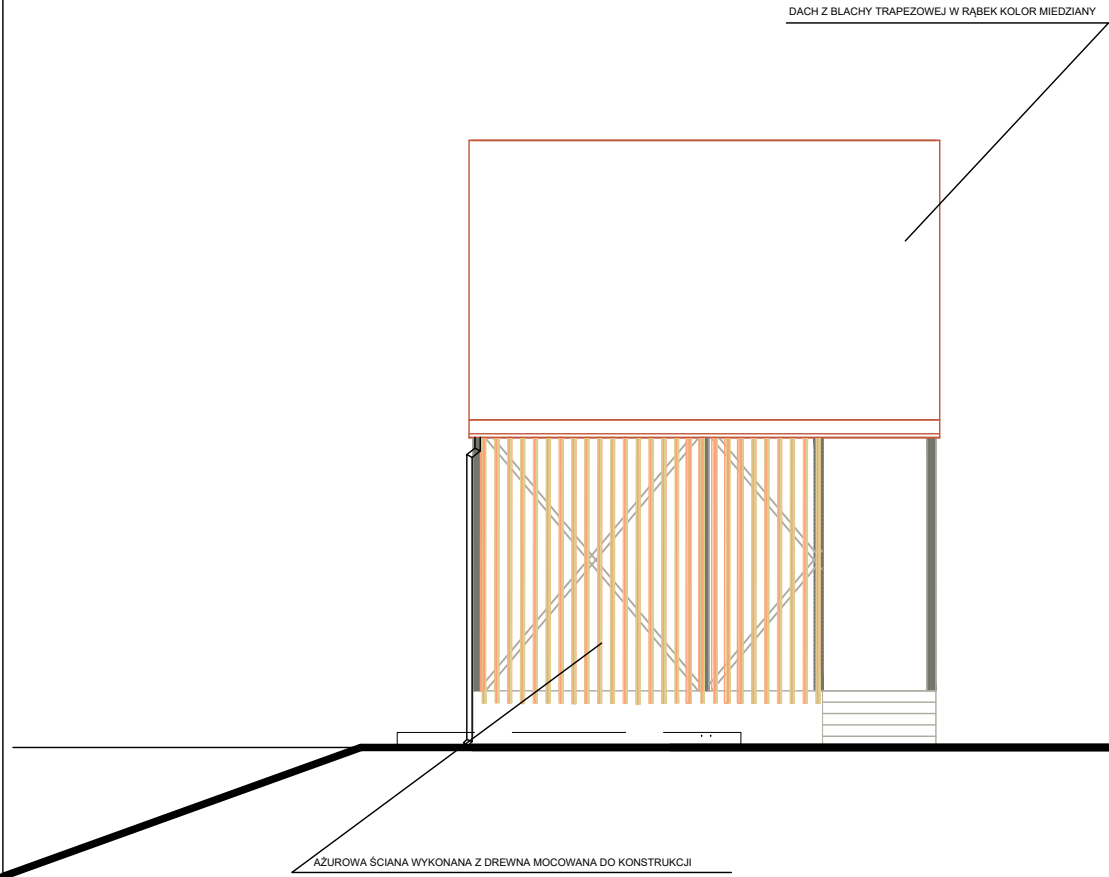 DACH Z BLACHY TRAPEZOWEJ W RĄBEK KOLOR MIEDZIANY
AŻUROWA ŚCIANA WYKONANA Z DREWNA MOCOWANA DO KONSTRUKCJI